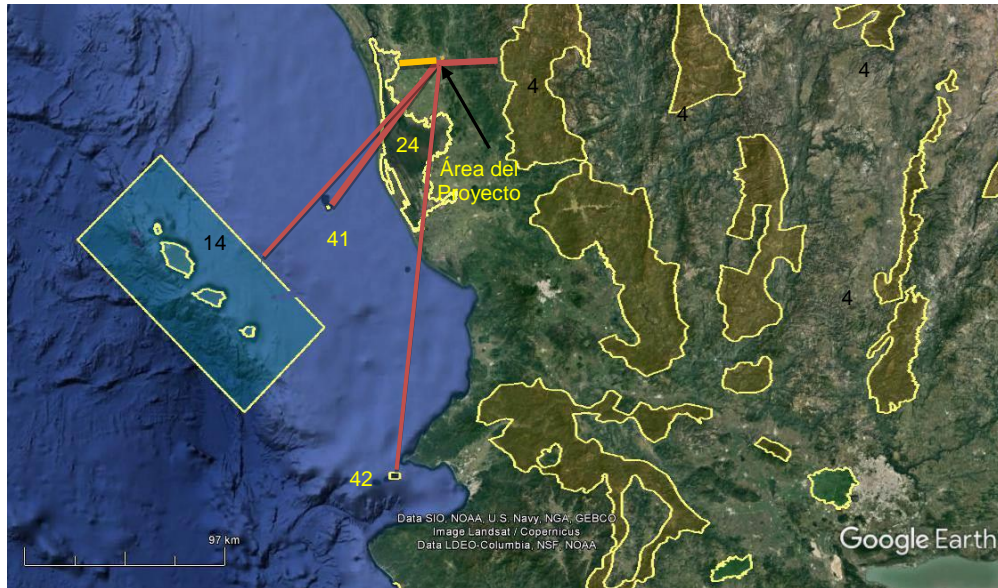 4
4
4
24
Área del
Proyecto
14
41
4
42
Data SIO, NOAA, U.S. Navy, NGA, GEBCO
Image Landsat / Copernicus
Data LDEO-Columbia, NSF, NOAA
97 km
Google Earth